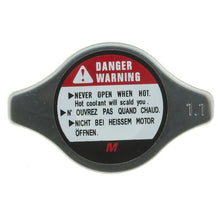 DANGER
WARNING
▶NEVER OPEN WHEN HOT.
Hot coolant will scald you.
▶N' OUVREZ PAS QUAND CHAUD.
▶NICHT BEI HEISSEM MOTOR
ÖFFNEN.
M
1.1